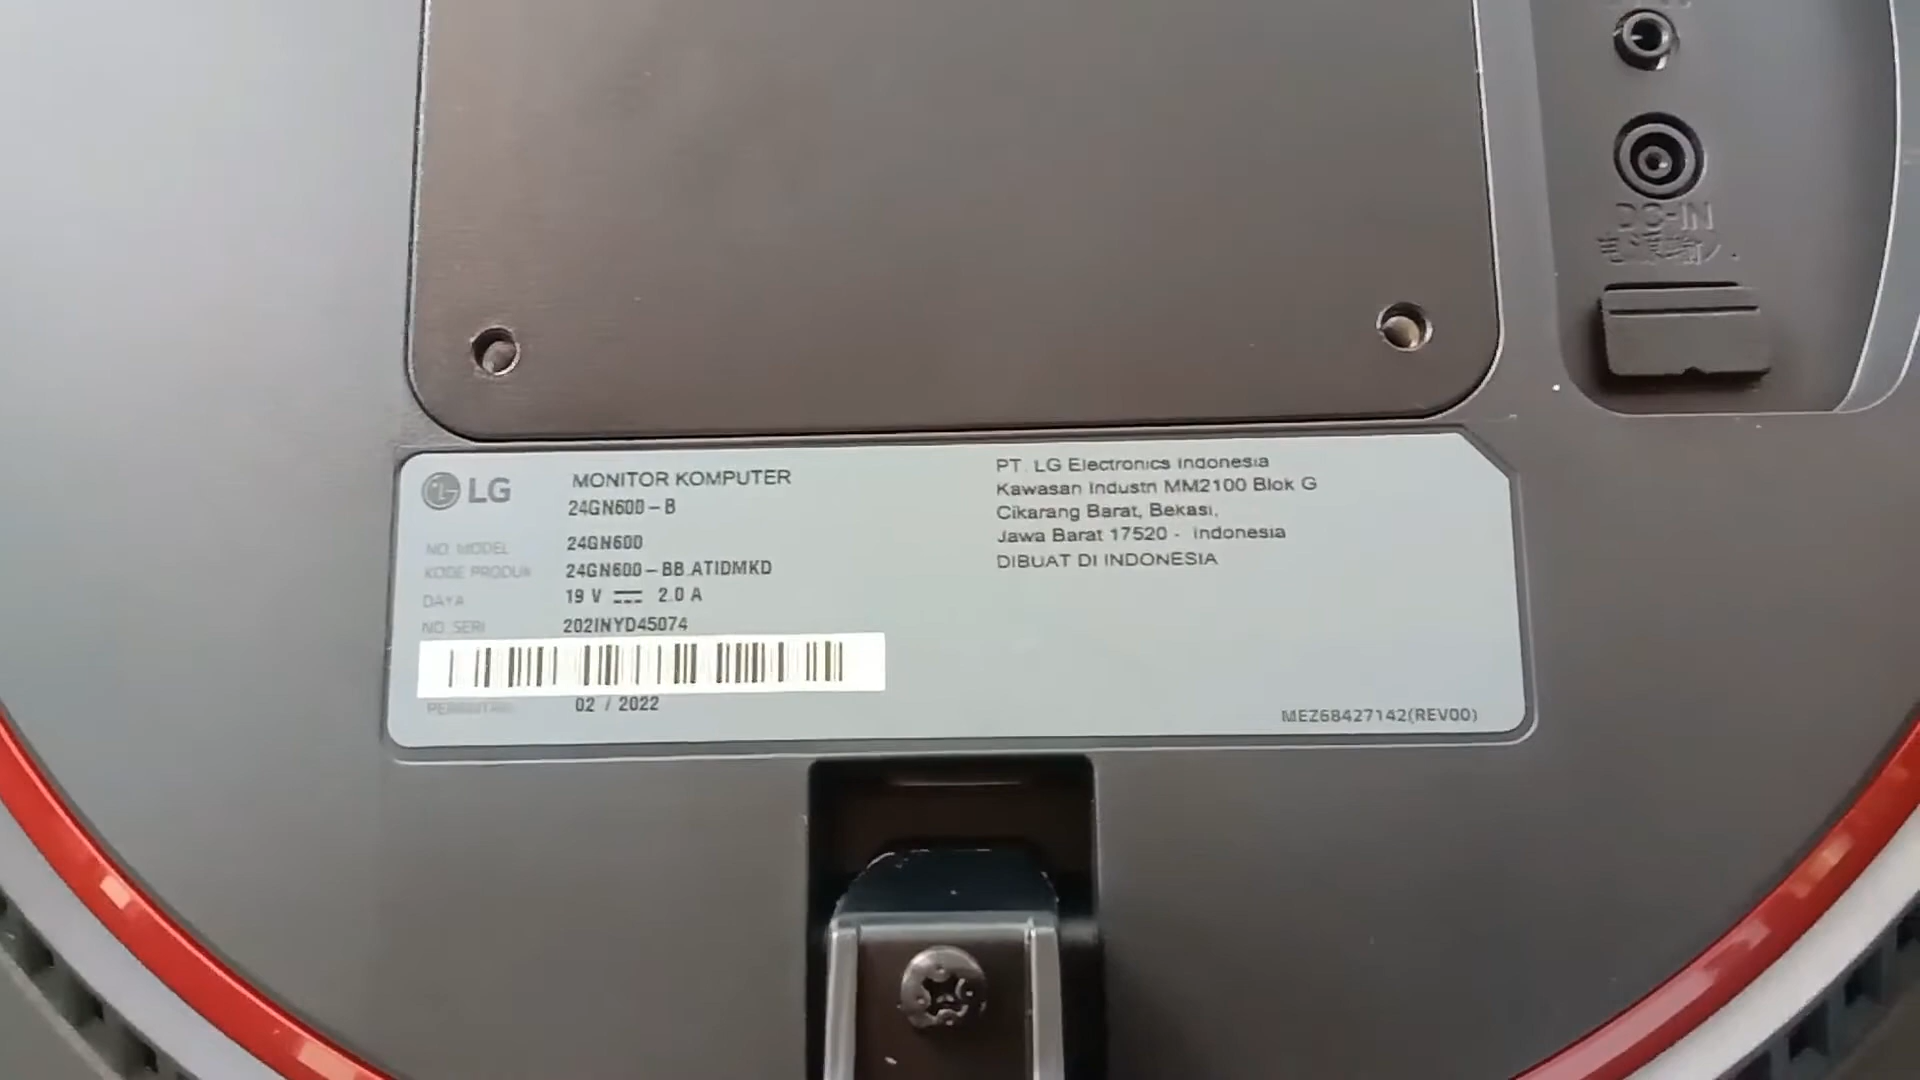 DC-IN
LG
MONITOR KOMPUTER
24GN600-B
NO. MODEL 24GN600
KODE PRODUK 24GN600-BB.ATIDMKD
DAYA 19 V ⎓ 2.0 A
NO. SERI 202INYD45074
02 / 2022
PT. LG Electronics Indonesia
Kawasan Industri MM2100 Blok G
Cikarang Barat, Bekasi,
Jawa Barat 17520 - Indonesia
DIBUAT DI INDONESIA
MEZ68427142(REV00)